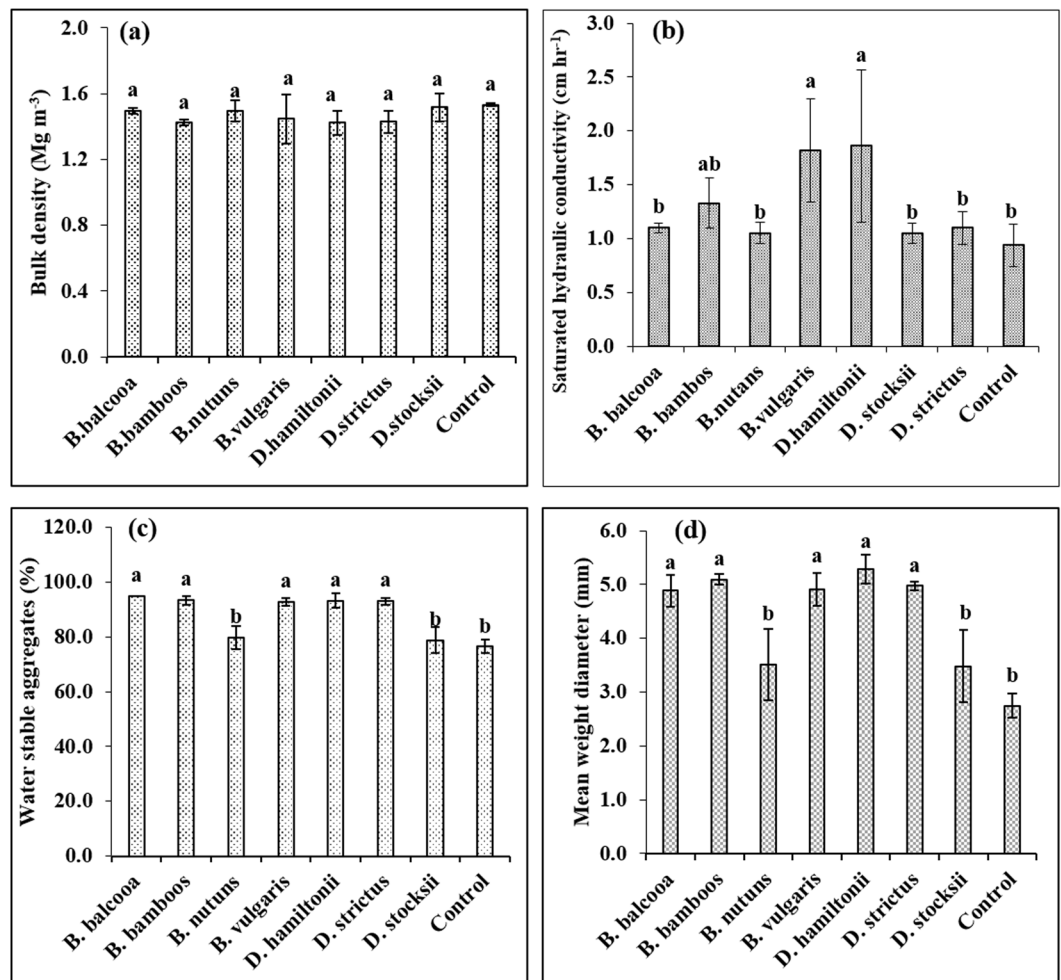 (a)
Bulk density (Mg m⁻³)
2.0
1.6
1.2
0.8
0.4
0.0
a a a a a a a a
B.balcooa
B.bamboos
B.nutuns
B.vulgaris
D.hamiltonii
D.strictus
D.stocksii
Control
(b)
Saturated hydraulic conductivity (cm hr⁻¹)
3.0
2.5
2.0
1.5
1.0
0.5
0.0
b ab b a a b b b
B. balcooa
B. bambos
B.nutans
B.vulgaris
D.hamiltonii
D. stocksii
D. strictus
Control
(c)
Water stable aggregates (%)
120.0
100.0
80.0
60.0
40.0
20.0
0.0
a a b a a a b b
B. balcooa
B. bamboos
B. nutuns
B. vulgaris
D. hamiltonii
D. strictus
D. stocksii
Control
(d)
Mean weight diameter (mm)
6.0
5.0
4.0
3.0
2.0
1.0
0.0
a a b a a a b b
B. balcooa
B. bamboos
B. nutuns
B. vulgaris
D. hamiltonii
D. strictus
D. stocksii
Control